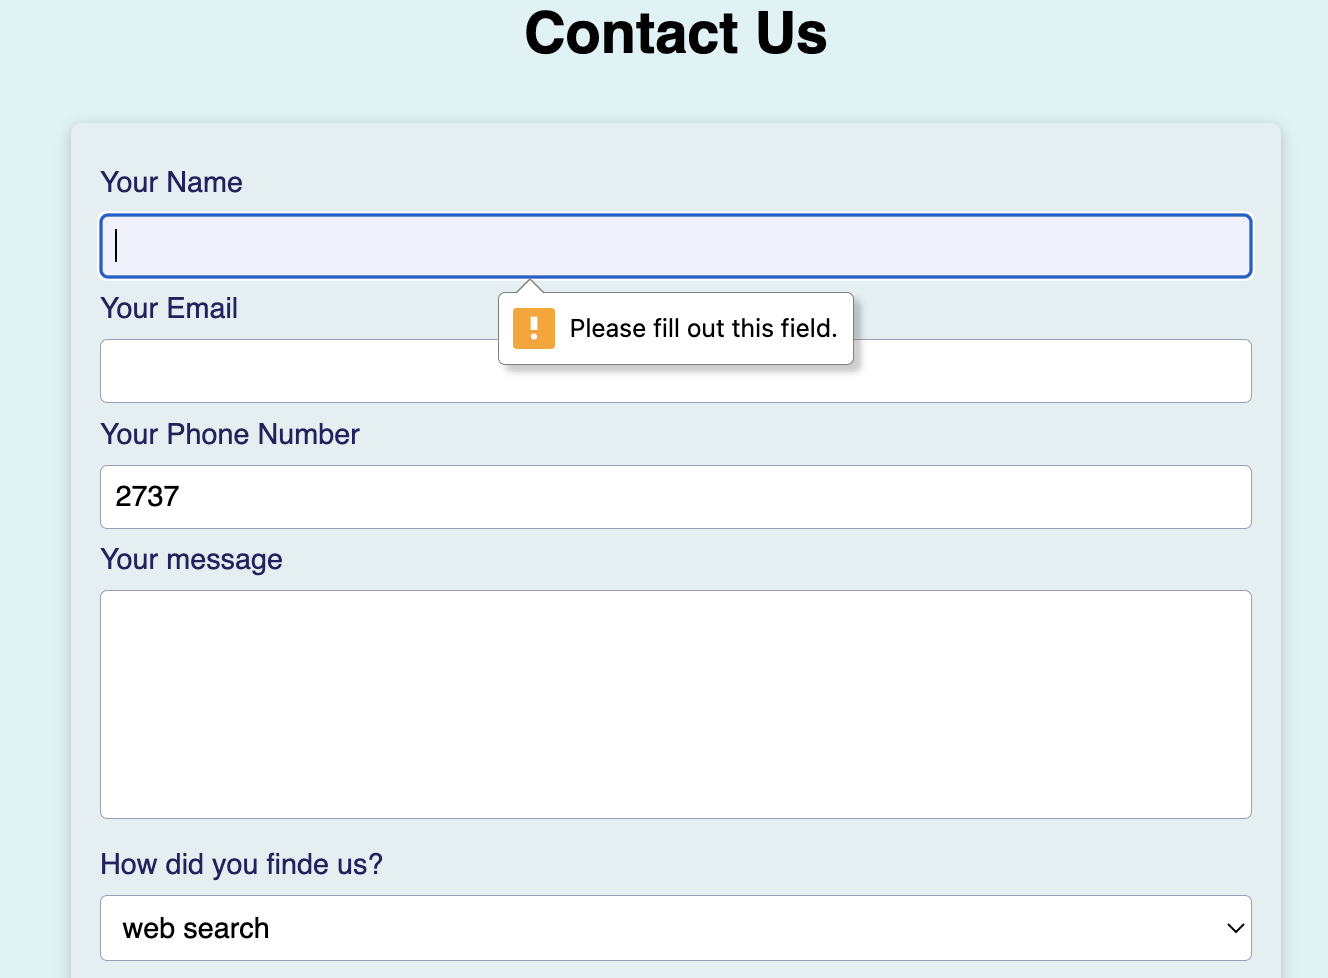 Contact Us
Your Name
Your Email
Please fill out this field.
Your Phone Number
2737
Your message
How did you finde us?
web search